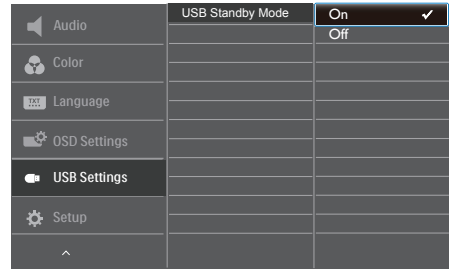 Audio
Color
TXT
Language
OSD Settings
USB Settings
Setup
USB Standby Mode
On
Off